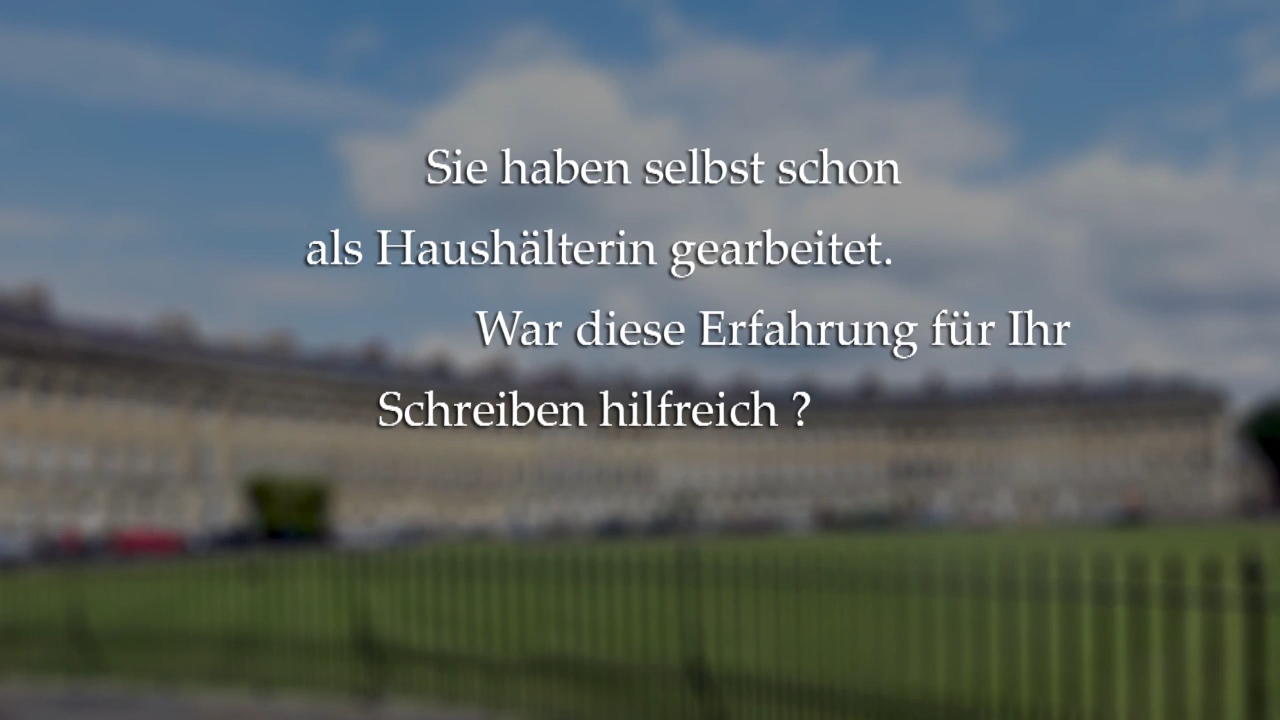 Sie haben selbst schon
als Haushälterin gearbeitet.
War diese Erfahrung für Ihr
Schreiben hilfreich ?